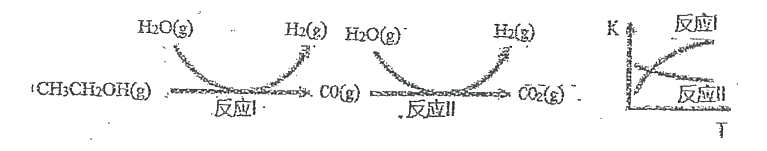 H₂O(g) H₂(g) H₂O(g) H₂(g)
CH₃CH₂OH(g) CO(g) CO₂(g)
反应Ⅰ 反应Ⅱ
K 反应Ⅰ
反应Ⅱ
T